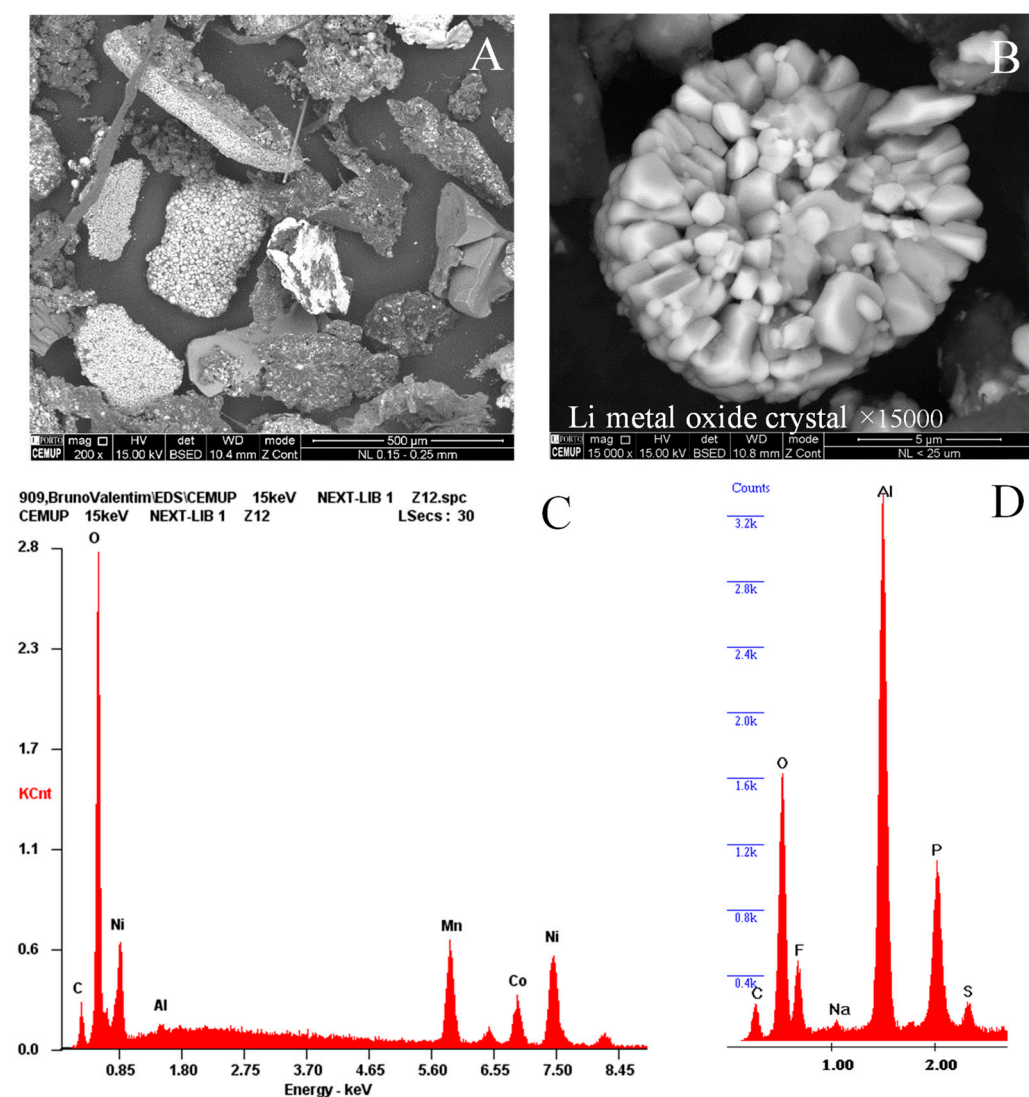 A
U.PORTO mag □ HV det WD mode 500 µm
CEMUP 200 x 15.00 kV BSED 10.4 mm Z Cont NL 0.15 - 0.25 mm
B
Li metal oxide crystal ×15000
U.PORTO mag □ HV det WD mode 5 µm
CEMUP 15 000 x 15.00 kV BSED 10.8 mm Z Cont NL < 25 um
909,BrunoValentim\EDS\CEMUP 15keV NEXT-LIB 1 Z12.spc
CEMUP 15keV NEXT-LIB 1 Z12 LSecs : 30
C
2.8
2.3
1.7
KCnt
1.1
0.6
0.0
O
Ni
C
Al
Mn
Co
Ni
0.85 1.80 2.75 3.70 4.65 5.60 6.55 7.50 8.45
Energy - keV
Counts
D
3.2k
2.8k
2.4k
2.0k
1.6k
1.2k
0.8k
0.4k
Al
O
P
F
C
Na
S
1.00 2.00